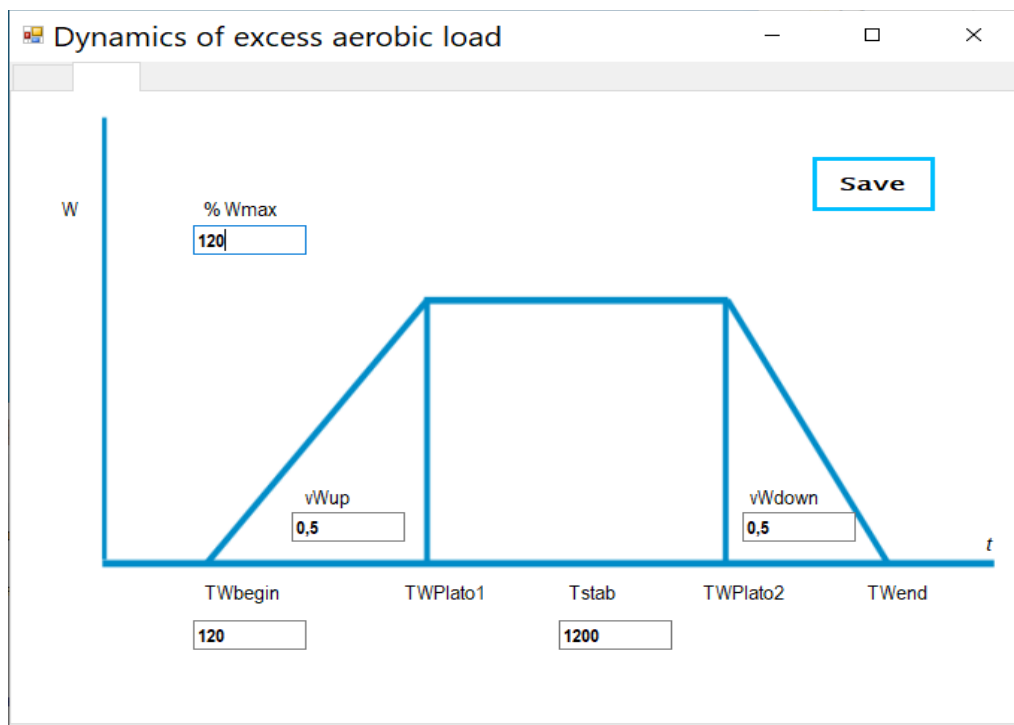 Dynamics of excess aerobic load
Save
W
% Wmax
120
vWup
0,5
vWdown
0,5
t
TWbegin
TWPlato1
Tstab
TWPlato2
TWend
120
1200